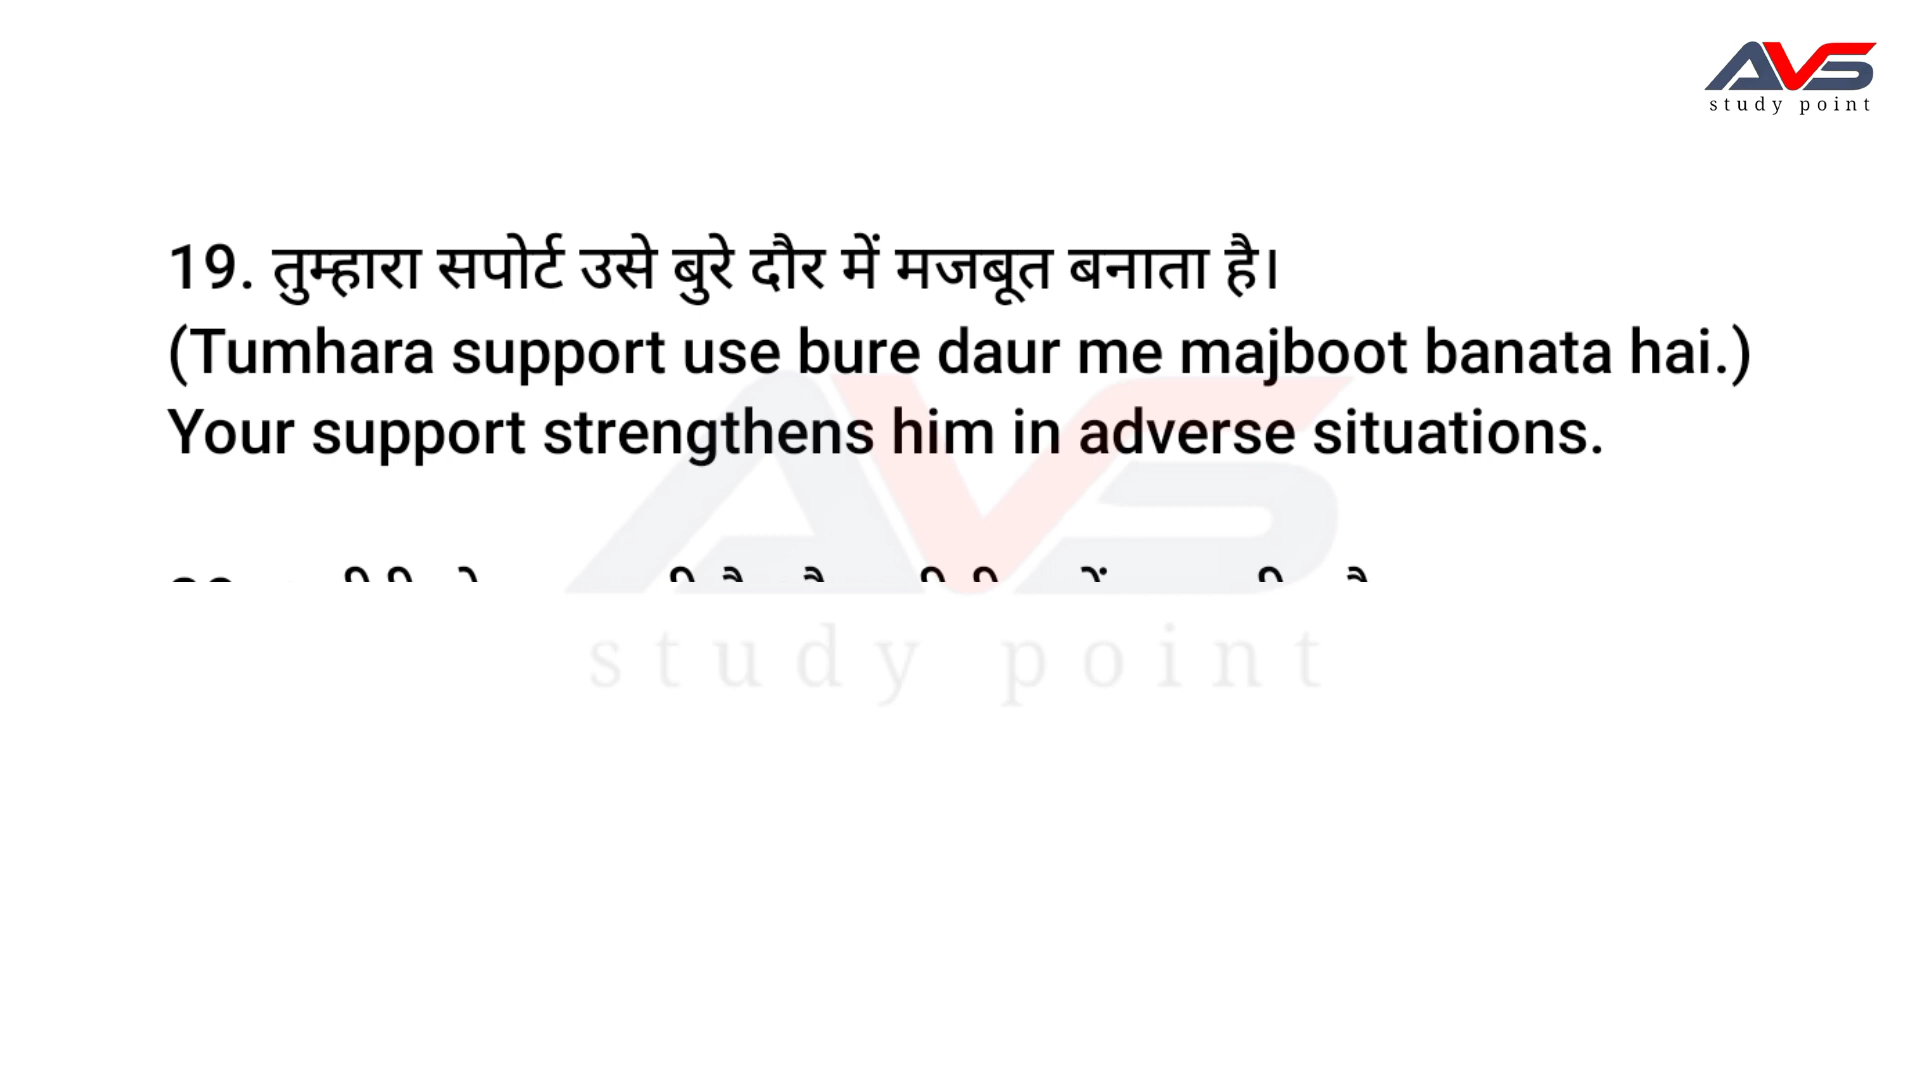 AVS
study point
19. तुम्हारा सपोर्ट उसे बुरे दौर में मजबूत बनाता है।
(Tumhara support use bure daur me majboot banata hai.)
Your support strengthens him in adverse situations.
AVS
study point